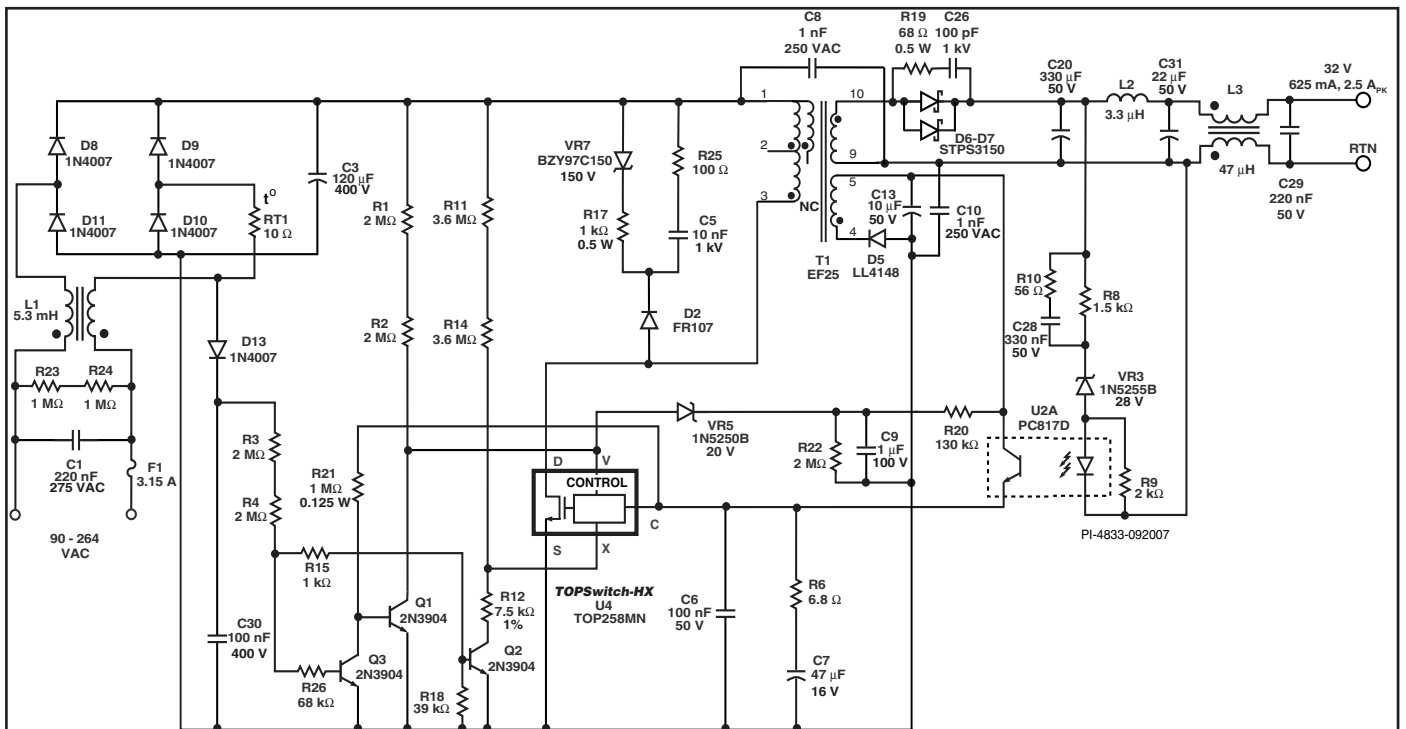 C8
1 nF
250 VAC
R19
68 Ω
0.5 W
C26
100 pF
1 kV
C20
330 μF
50 V
C31
22 μF
50 V
L2
3.3 μH
L3
47 μH
32 V
625 mA, 2.5 A_PK
RTN
C29
220 nF
50 V
D8
1N4007
D9
1N4007
D11
1N4007
D10
1N4007
C3
120 μF
400 V
t°
RT1
10 Ω
R1
2 MΩ
R11
3.6 MΩ
VR7
BZY97C150
150 V
R25
100 Ω
R17
1 kΩ
0.5 W
C5
10 nF
1 kV
1
2
3
NC
10
9
5
4
D6-D7
STPS3150
C13
10 μF
50 V
C10
1 nF
250 VAC
T1
EF25
D5
LL4148
L1
5.3 mH
R2
2 MΩ
R14
3.6 MΩ
D2
FR107
R10
56 Ω
C28
330 nF
50 V
R8
1.5 kΩ
D13
1N4007
R23
1 MΩ
R24
1 MΩ
VR3
1N5255B
28 V
C1
220 nF
275 VAC
F1
3.15 A
R3
2 MΩ
R4
2 MΩ
R21
1 MΩ
0.125 W
VR5
1N5250B
20 V
R22
2 MΩ
C9
1 μF
100 V
R20
130 kΩ
U2A
PC817D
R9
2 kΩ
D
V
CONTROL
C
S
X
90 - 264
VAC
PI-4833-092007
R15
1 kΩ
TOPSwitch-HX
U4
TOP258MN
R12
7.5 kΩ
1%
C6
100 nF
50 V
R6
6.8 Ω
C7
47 μF
16 V
C30
100 nF
400 V
Q1
2N3904
Q3
2N3904
Q2
2N3904
R26
68 kΩ
R18
39 kΩ